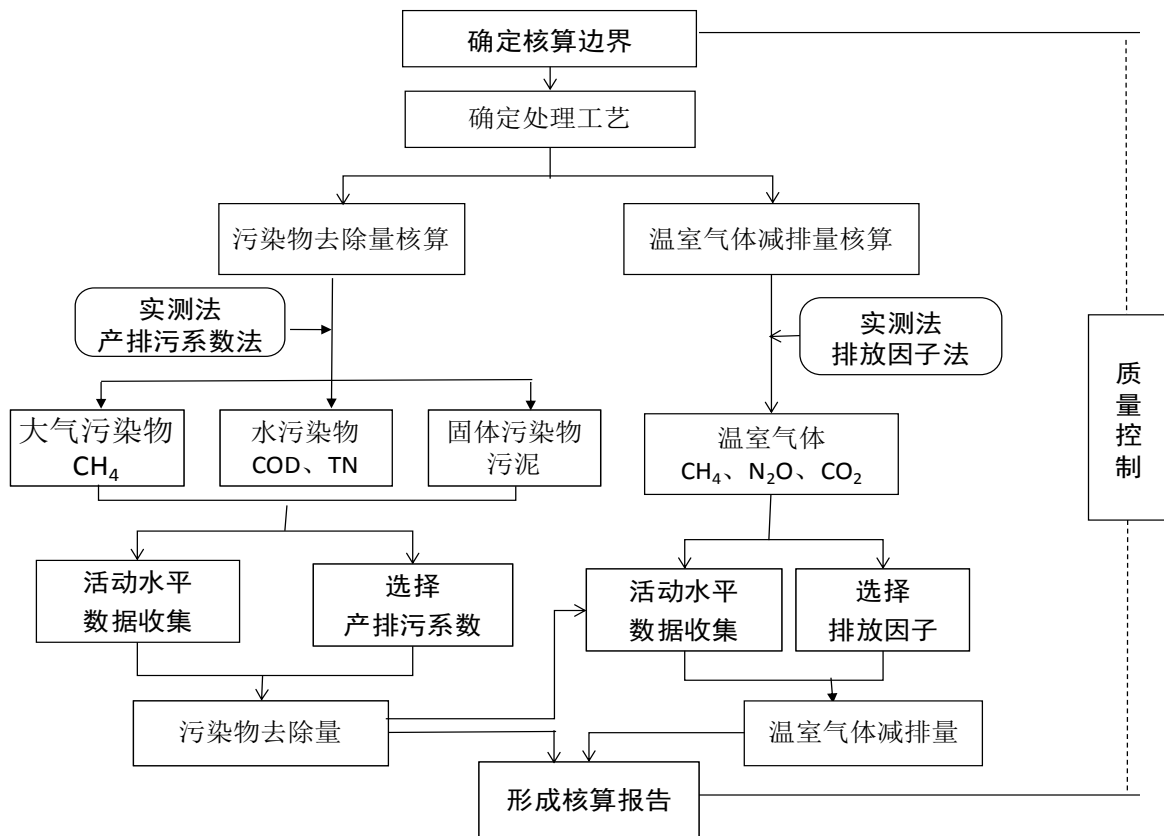 确定核算边界
确定处理工艺
污染物去除量核算
温室气体减排量核算
实测法
产排污系数法
实测法
排放因子法
大气污染物
CH₄
水污染物
COD、TN
固体污染物
污泥
温室气体
CH₄、N₂O、CO₂
质
量
控
制
活动水平
数据收集
选择
产排污系数
活动水平
数据收集
选择
排放因子
污染物去除量
温室气体减排量
形成核算报告